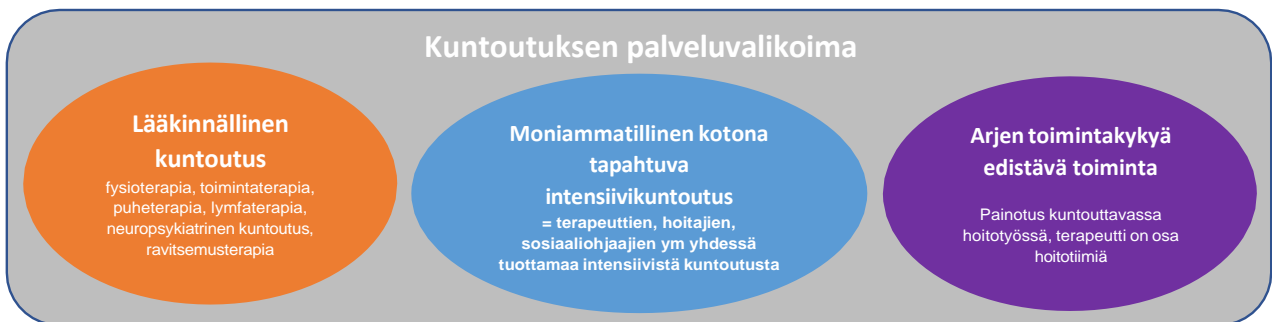 Kuntoutuksen palveluvalikoima
Lääkinnällinen
kuntoutus
fysioterapia, toimintaterapia,
puheterapia, lymfaterapia,
neuropsykiatrinen kuntoutus,
ravitsemusterapia
Moniammatillinen kotona
tapahtuva
intensiivikuntoutus
= terapeuttien, hoitajien,
sosiaaliohjaajien ym yhdessä
tuottamaa intensiivistä kuntoutusta
Arjen toimintakykyä
edistävä toiminta
Painotus kuntouttavassa
hoitotyössä, terapeutti on osa
hoitotiimiä